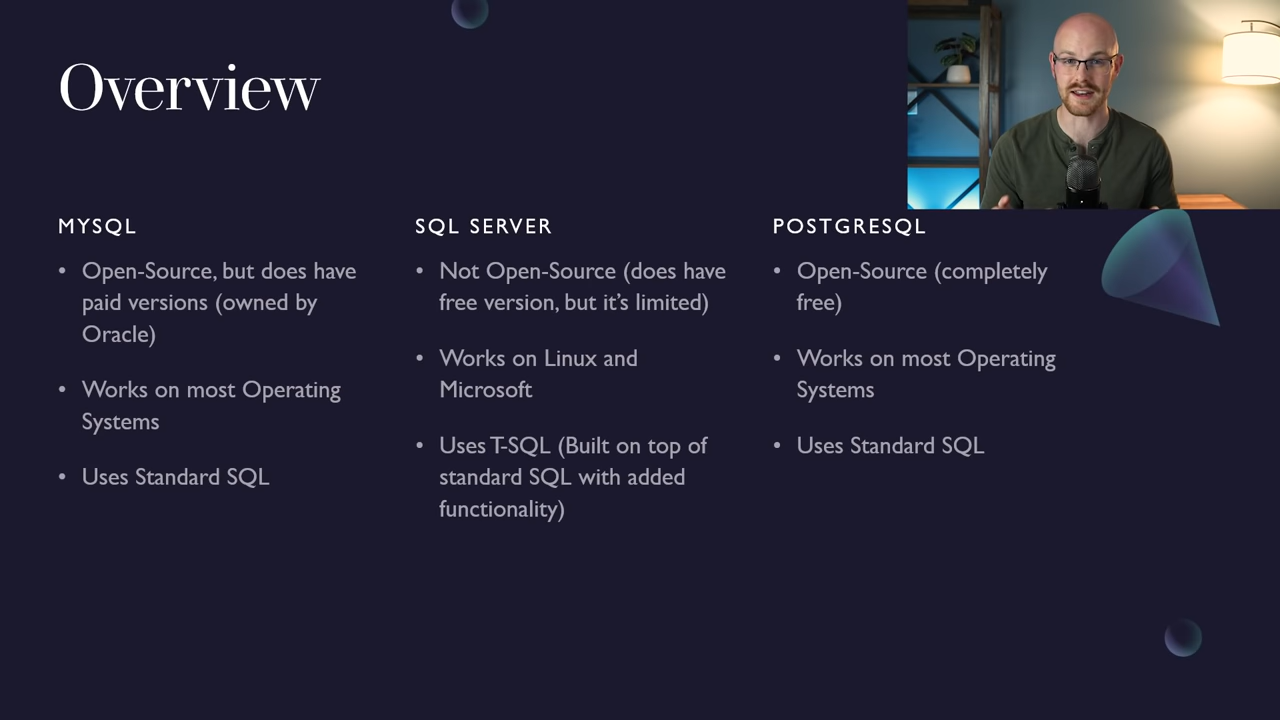 Overview
MYSQL
• Open-Source, but does have
paid versions (owned by
Oracle)
• Works on most Operating
Systems
• Uses Standard SQL
SQL SERVER
• Not Open-Source (does have
free version, but it’s limited)
• Works on Linux and
Microsoft
• Uses T-SQL (Built on top of
standard SQL with added
functionality)
POSTGRESQL
• Open-Source (completely
free)
• Works on most Operating
Systems
• Uses Standard SQL